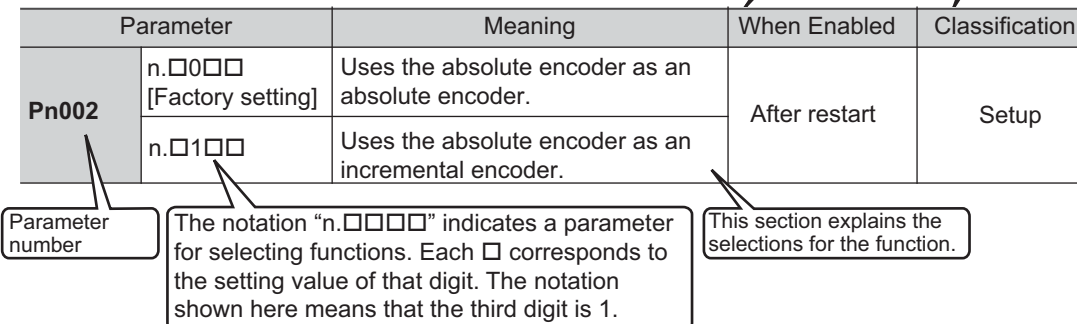 Parameter Meaning When Enabled Classification
Pn002
n.□0□□
[Factory setting]
Uses the absolute encoder as an
absolute encoder.
n.□1□□
Uses the absolute encoder as an
incremental encoder.
After restart
Setup
Parameter
number
The notation “n.□□□□” indicates a parameter
for selecting functions. Each □ corresponds to
the setting value of that digit. The notation
shown here means that the third digit is 1.
This section explains the
selections for the function.